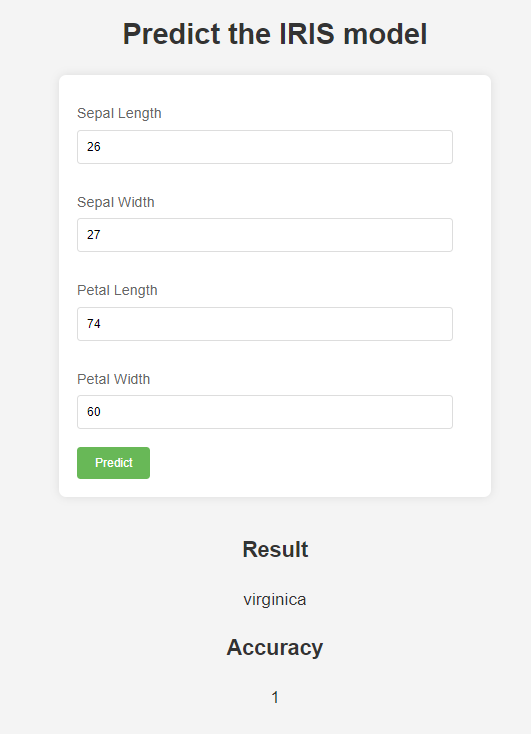 Predict the IRIS model
Sepal Length
26
Sepal Width
27
Petal Length
74
Petal Width
60
Predict
Result
virginica
Accuracy
1